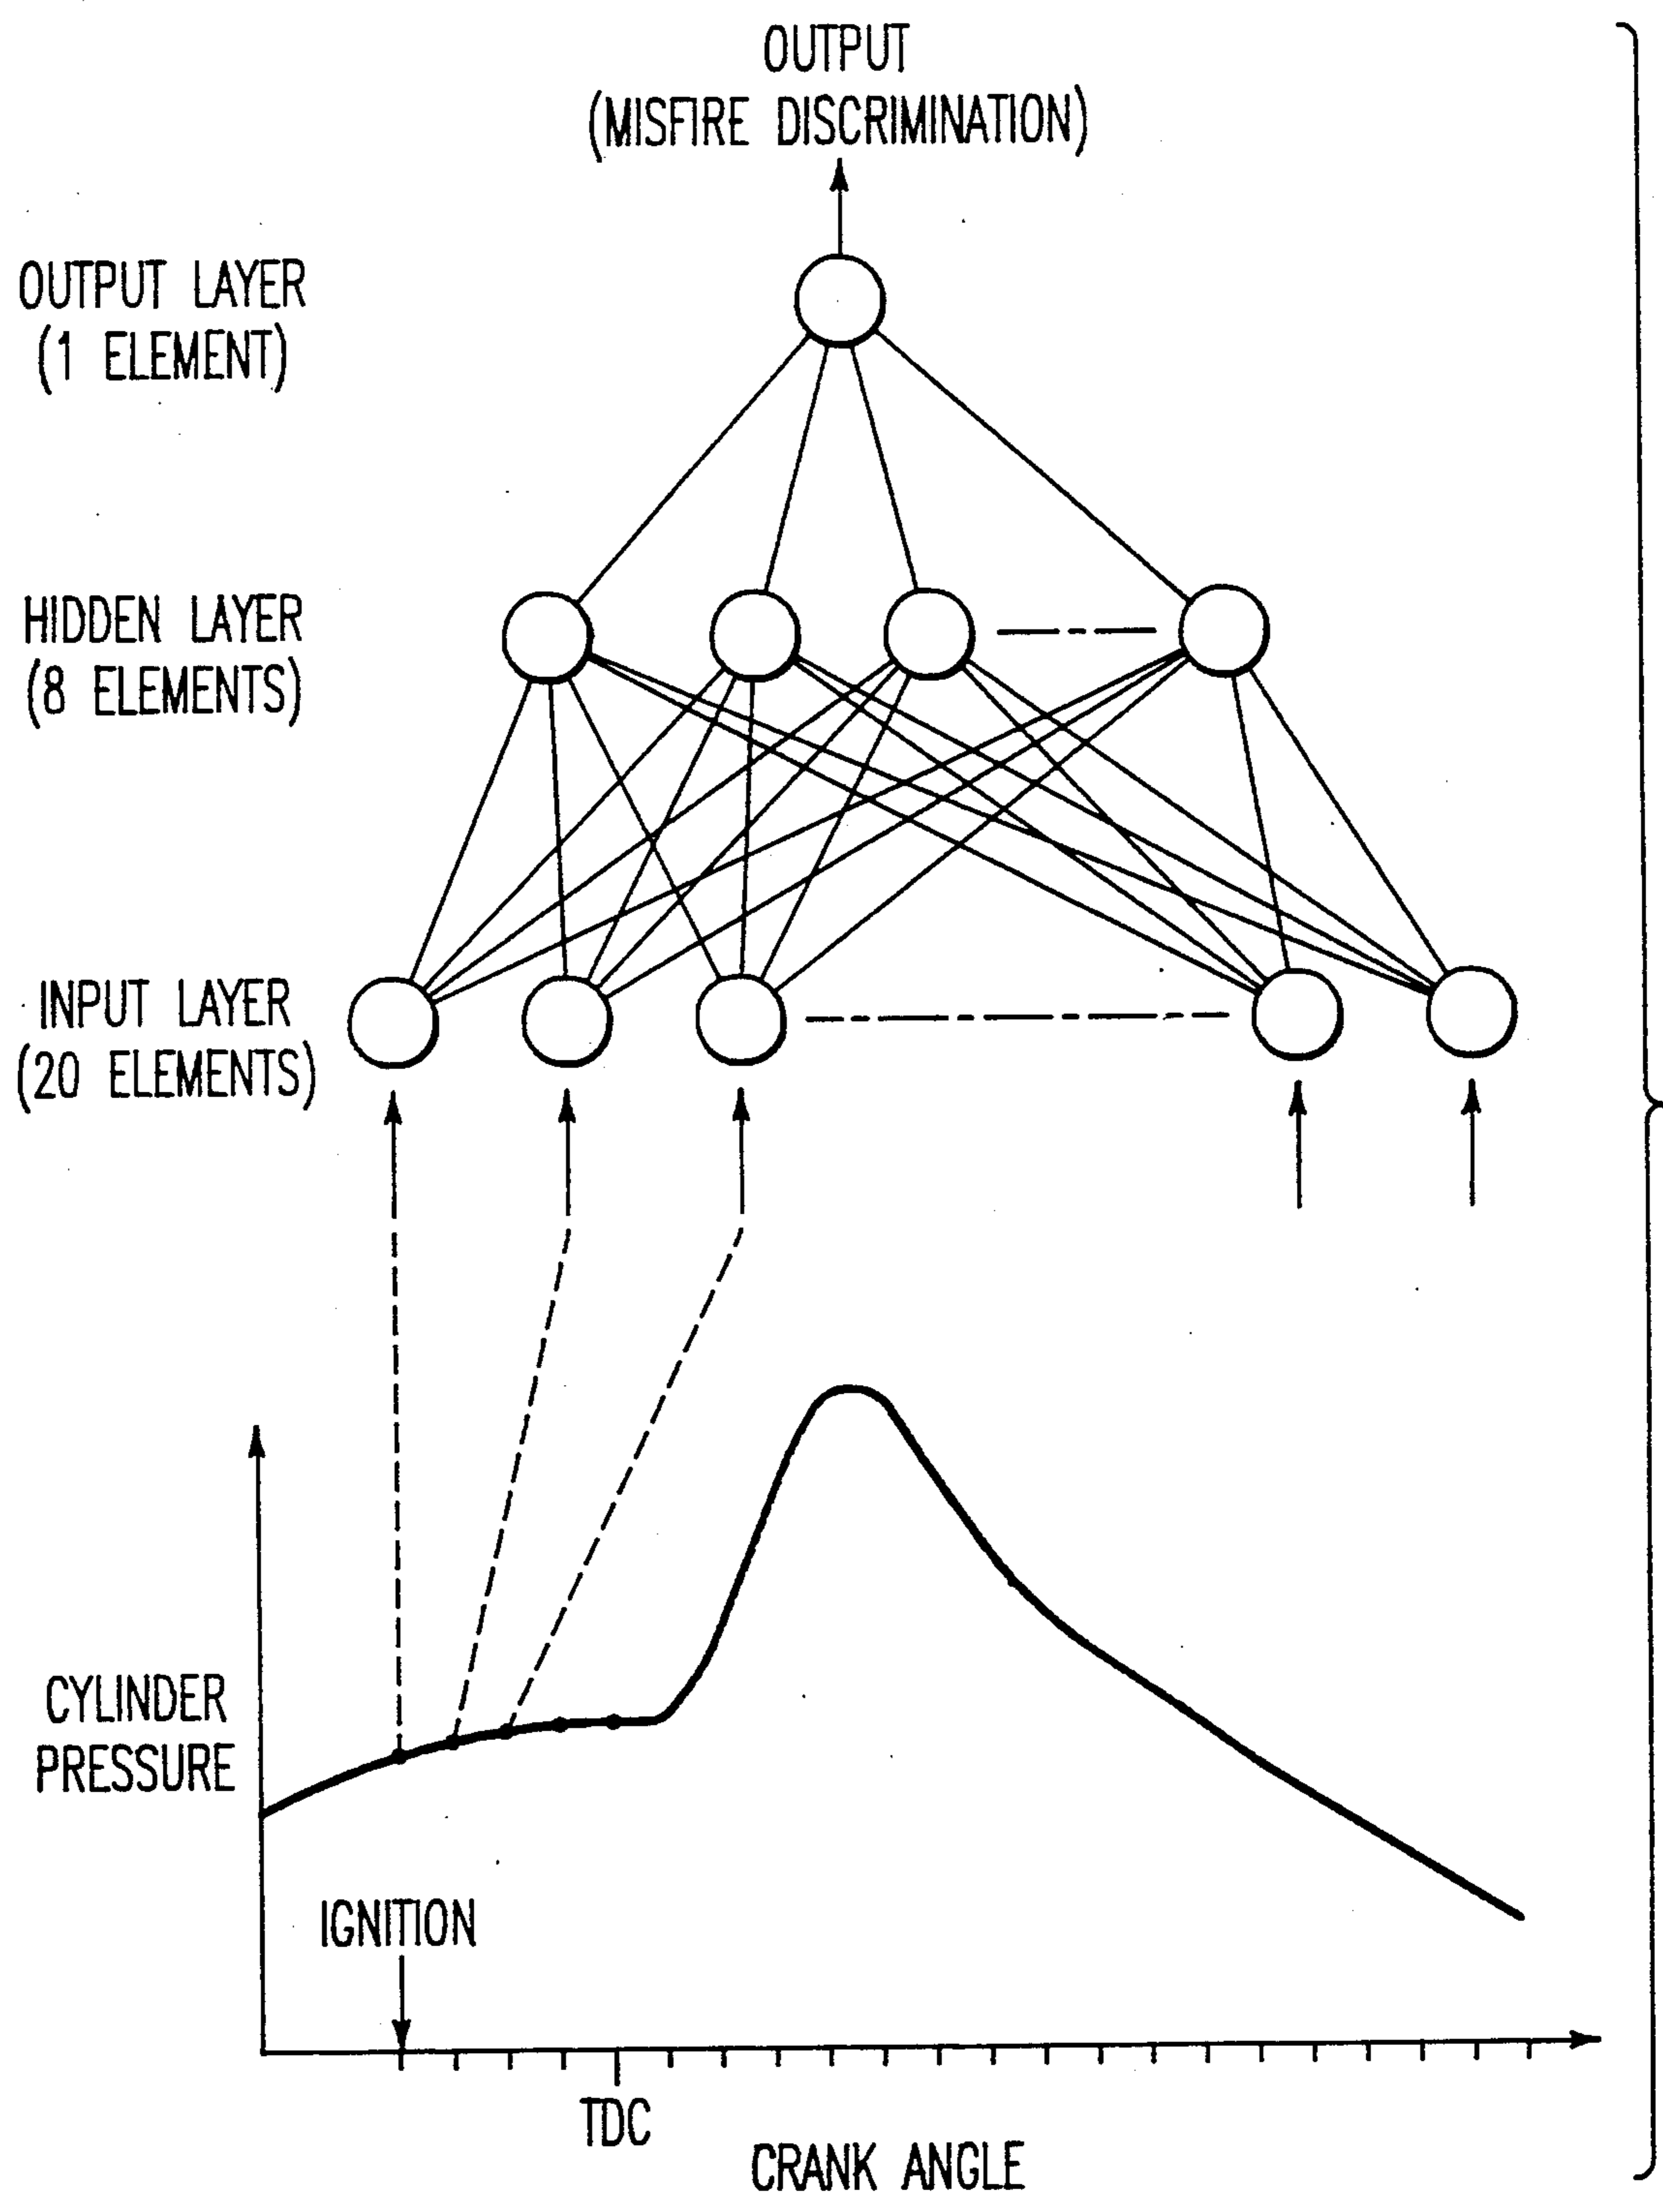 OUTPUT
(MISFIRE DISCRIMINATION)
OUTPUT LAYER
(1 ELEMENT)
HIDDEN LAYER
(8 ELEMENTS)
INPUT LAYER
(20 ELEMENTS)
CYLINDER
PRESSURE
IGNITION
TDC
CRANK ANGLE